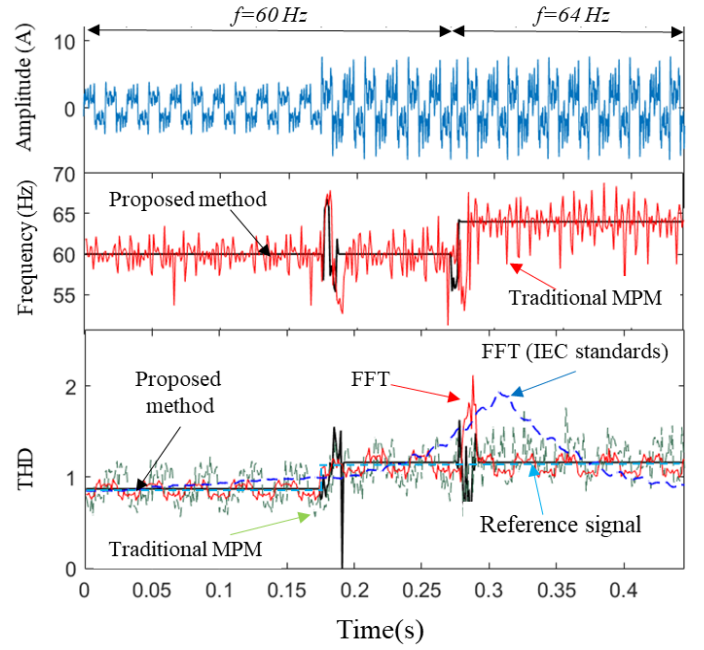 f=60 Hz
f=64 Hz
10
0
Amplitude (A)
70
65
60
55
Frequency (Hz)
Proposed method
Traditional MPM
2
1
0
THD
Proposed
method
FFT
FFT (IEC standards)
Traditional MPM
Reference signal
0
0.05
0.1
0.15
0.2
0.25
0.3
0.35
0.4
Time(s)